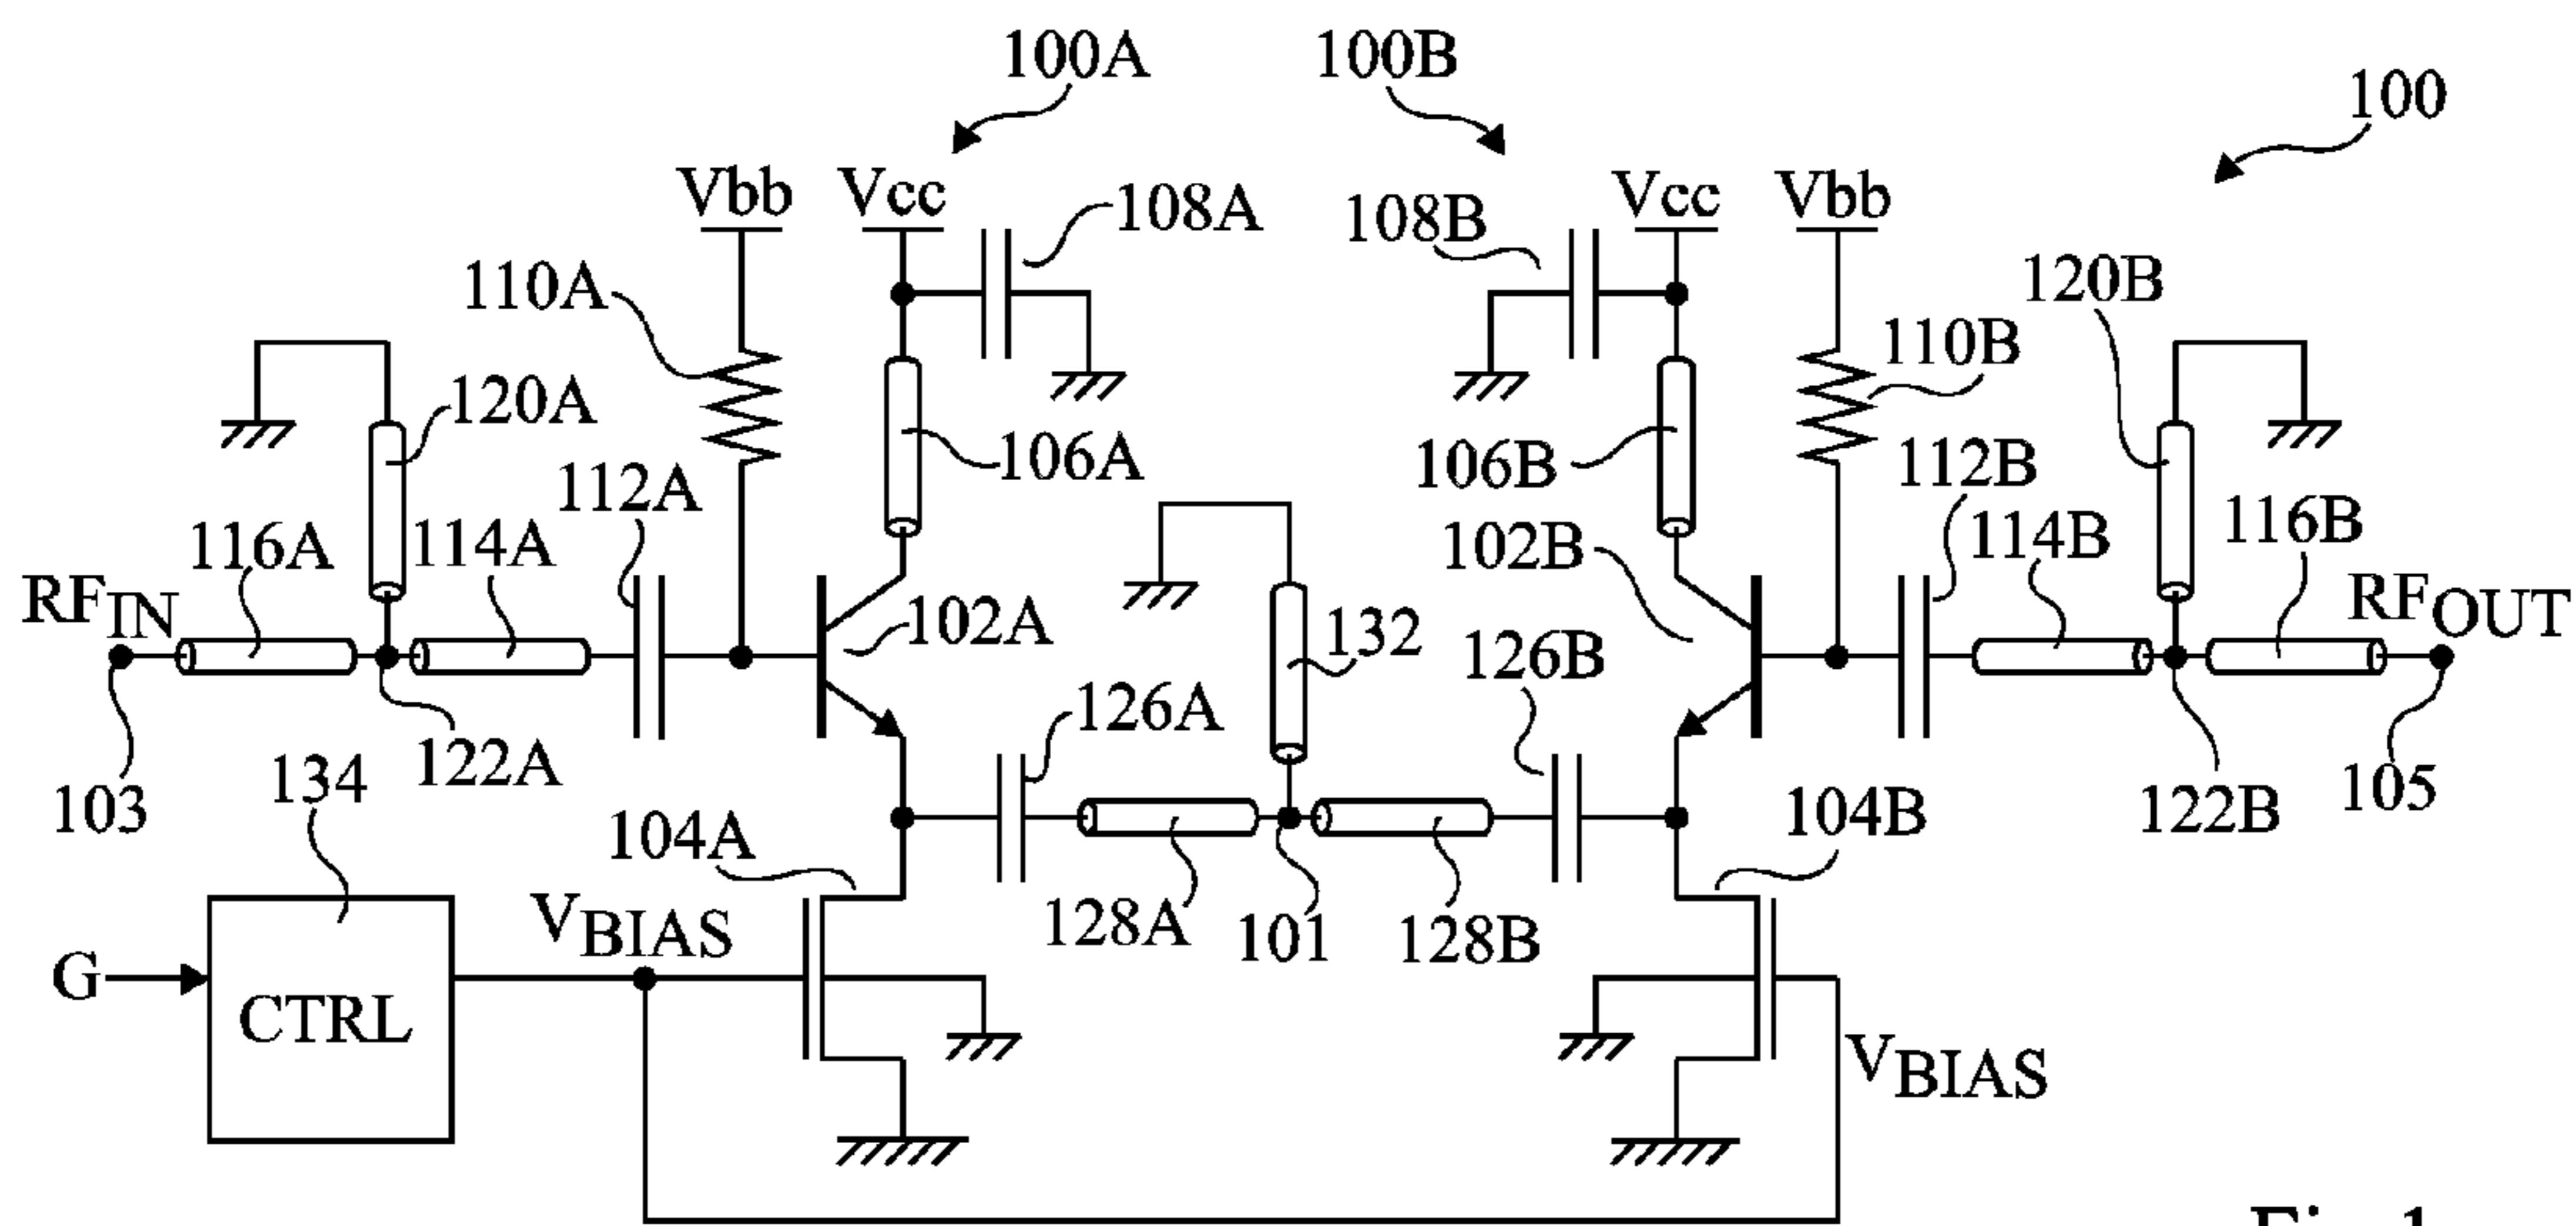 100A
100B
100
Vbb
Vcc
108A
108B
Vcc
Vbb
110A
120B
110B
120A
106A
106B
112B
112A
116A
114A
102B
114B
116B
RFIN
102A
132
126B
RFOUT
126A
122A
103
134
104A
104B
122B
105
VBIAS
128A
101
128B
G
CTRL
VBIAS